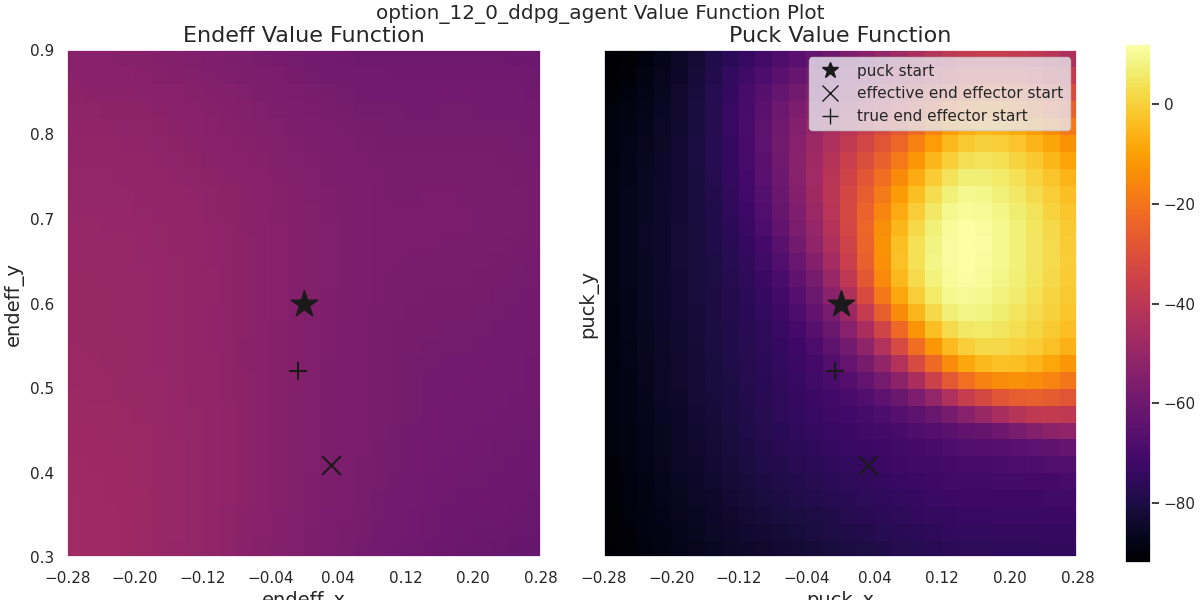 option_12_0_ddpg_agent Value Function Plot
Endeff Value Function
Puck Value Function
puck start
effective end effector start
true end effector start
endeff_y
0.9
0.8
0.7
0.6
0.5
0.4
0.3
−0.28 −0.20 −0.12 −0.04 0.04 0.12 0.20 0.28
endeff_x
puck_y
−0.28 −0.20 −0.12 −0.04 0.04 0.12 0.20 0.28
puck_x
0
−20
−40
−60
−80